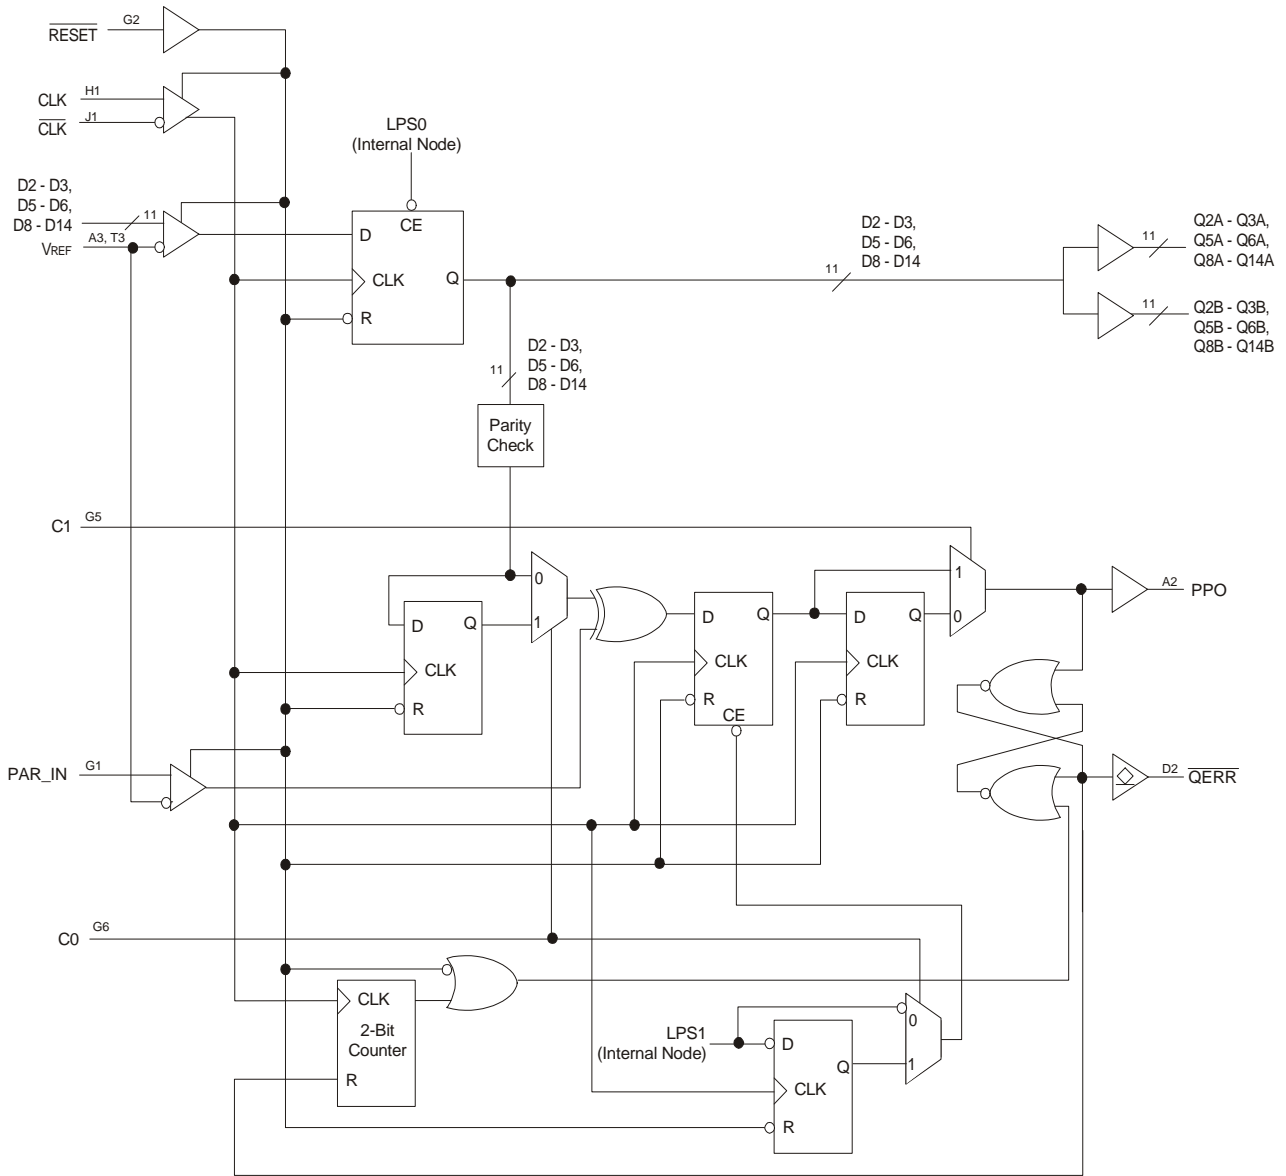 RESET
G2
CLK
H1
CLK
J1
LPS0
(Internal Node)
D2 - D3,
D5 - D6,
D8 - D14
11
VREF
A3, T3
CE
D
CLK
Q
R
D2 - D3,
D5 - D6,
D8 - D14
11
11
Q2A - Q3A,
Q5A - Q6A,
Q8A - Q14A
11
Q2B - Q3B,
Q5B - Q6B,
Q8B - Q14B
D2 - D3,
D5 - D6,
D8 - D14
11
Parity
Check
C1
G5
0
1
D
Q
CLK
R
D
Q
CLK
R
CE
D
Q
CLK
R
1
0
A2
PPO
PAR_IN
G1
D2
QERR
C0
G6
CLK
2-Bit
Counter
R
LPS1
(Internal Node)
D
Q
CLK
R
0
1